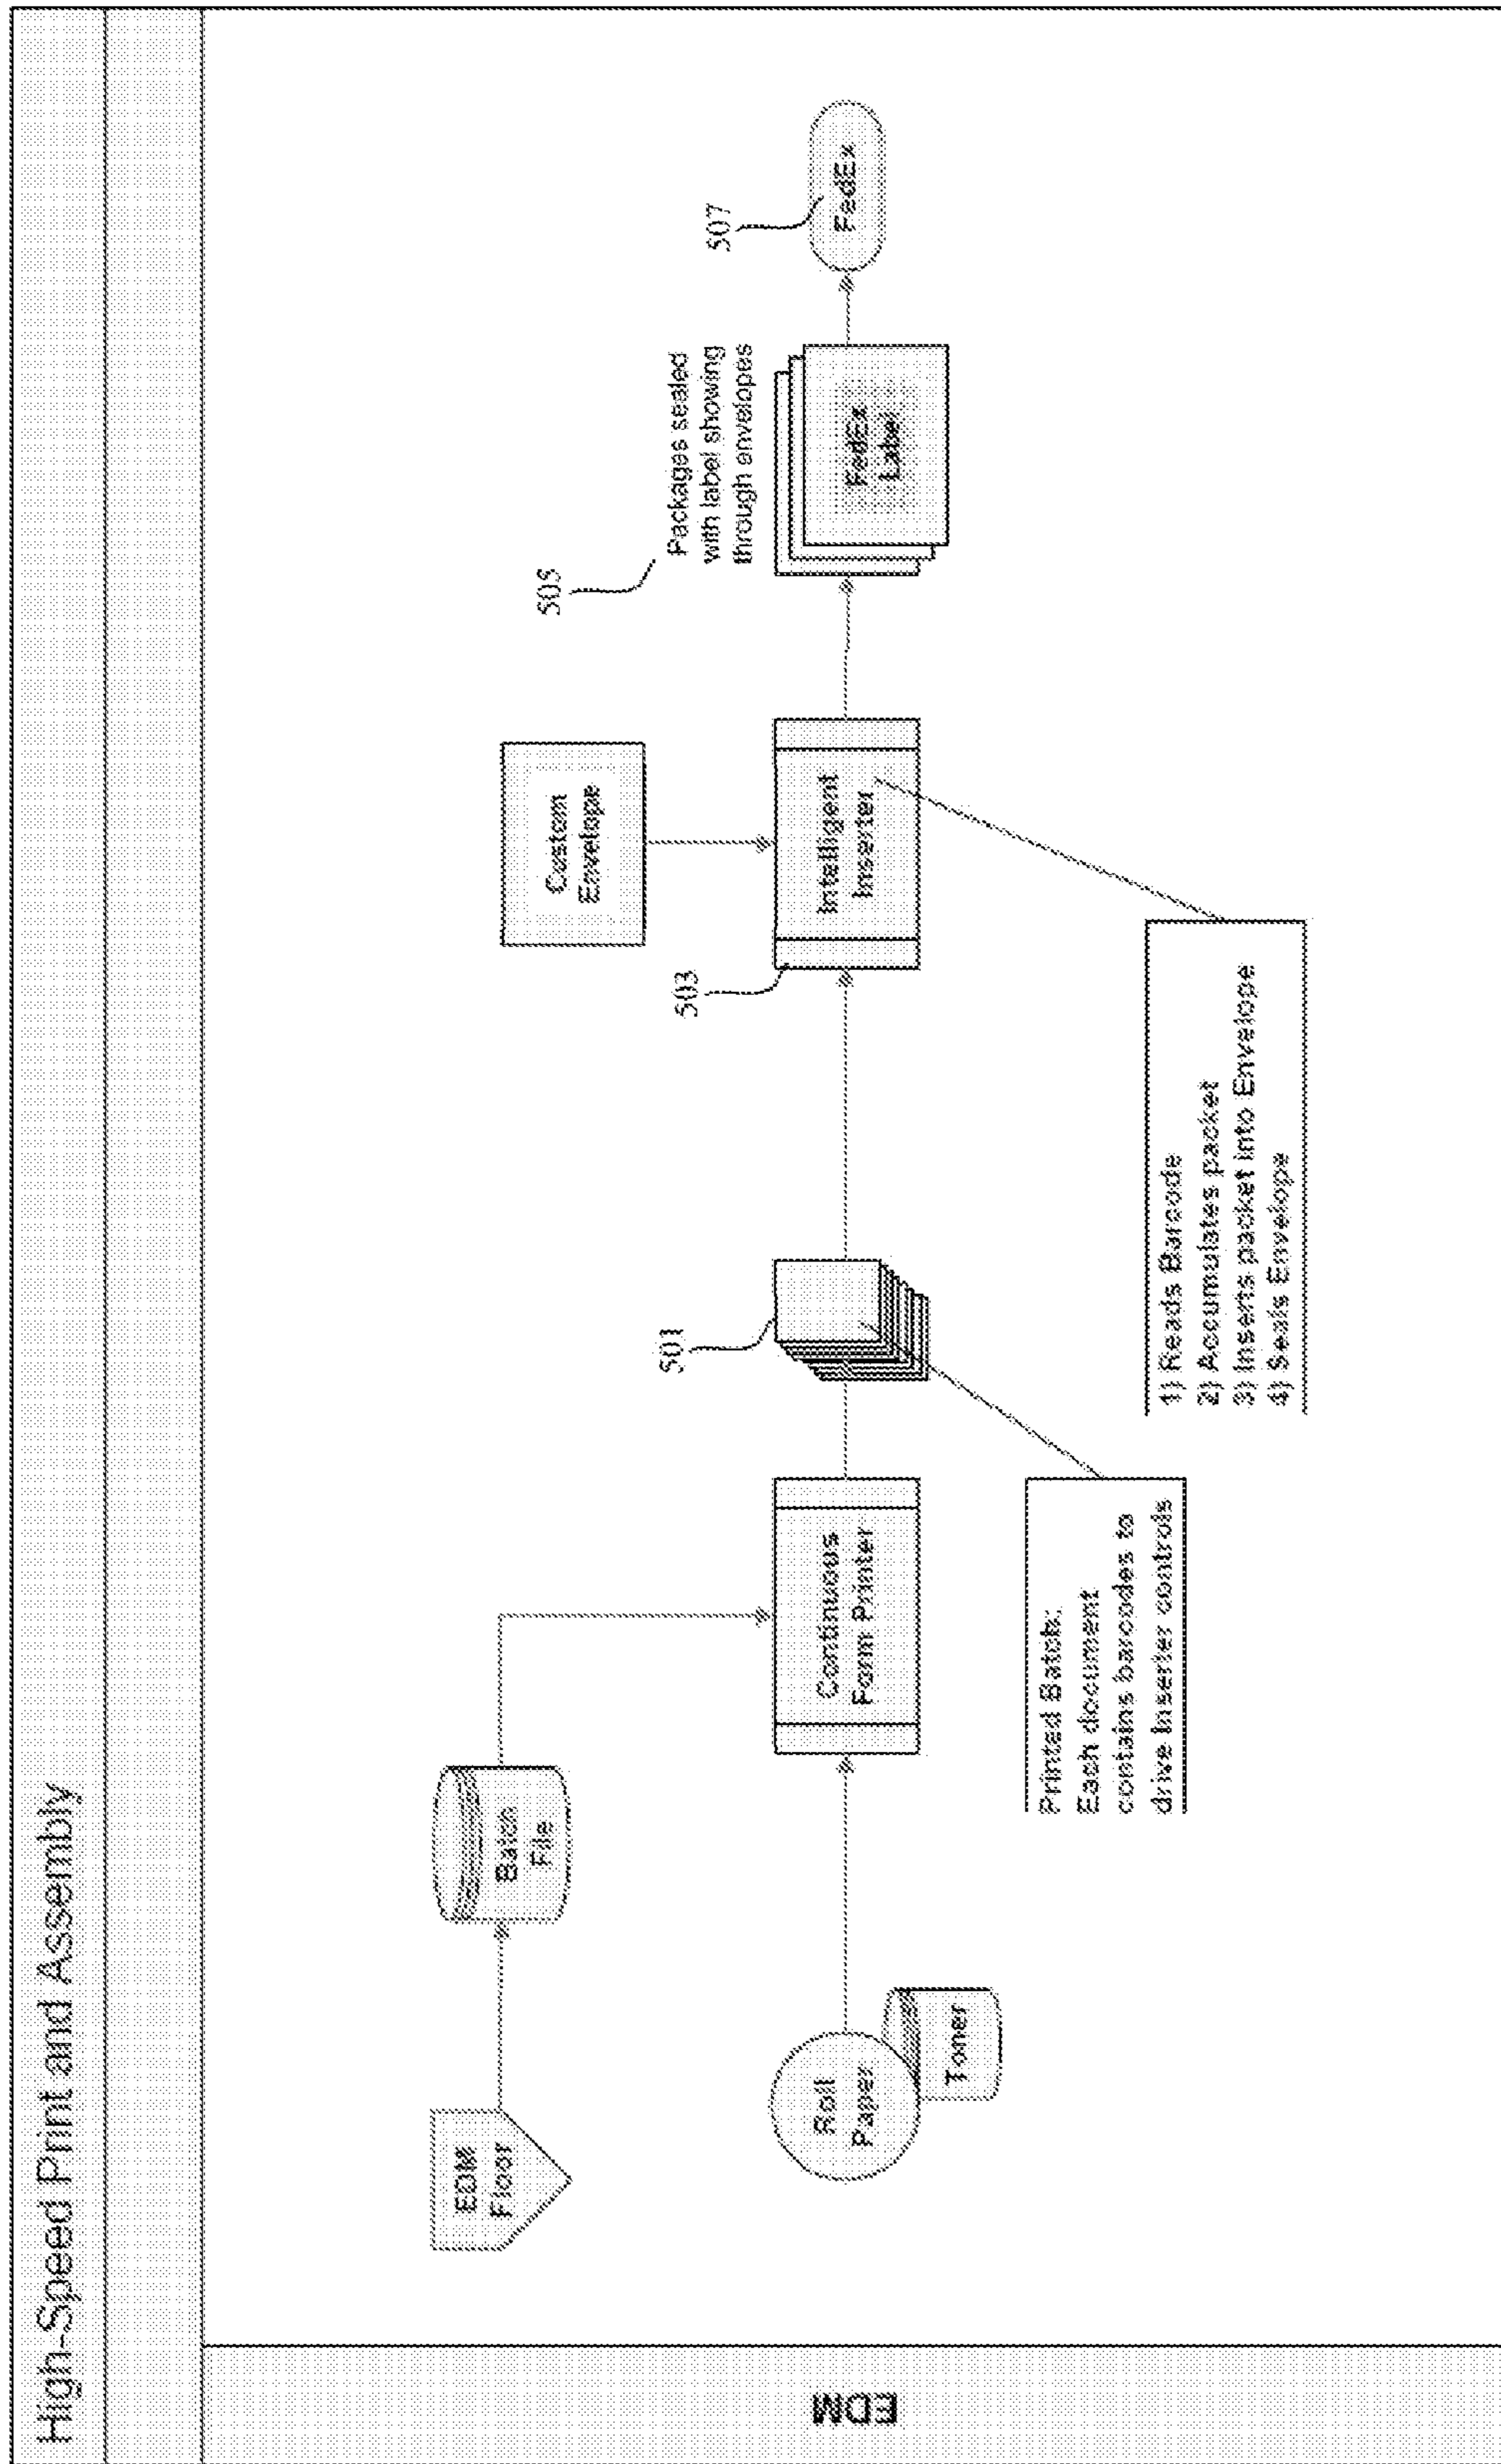 High-Speed Print and Assembly
EDM
EDM
Floor
Batch
File
Roll
Paper
Toner
Continuous
Form Printer
Printed Batch:
Each document
contains barcodes to
drive Inserter controls
501
503
Custom
Envelope
Intelligent
Inserter
1) Reads Barcode
2) Accumulates packet
3) Inserts packet into Envelope
4) Seals Envelope
505
Packages sealed
with label showing
through envelopes
FedEx
Label
507
FedEx